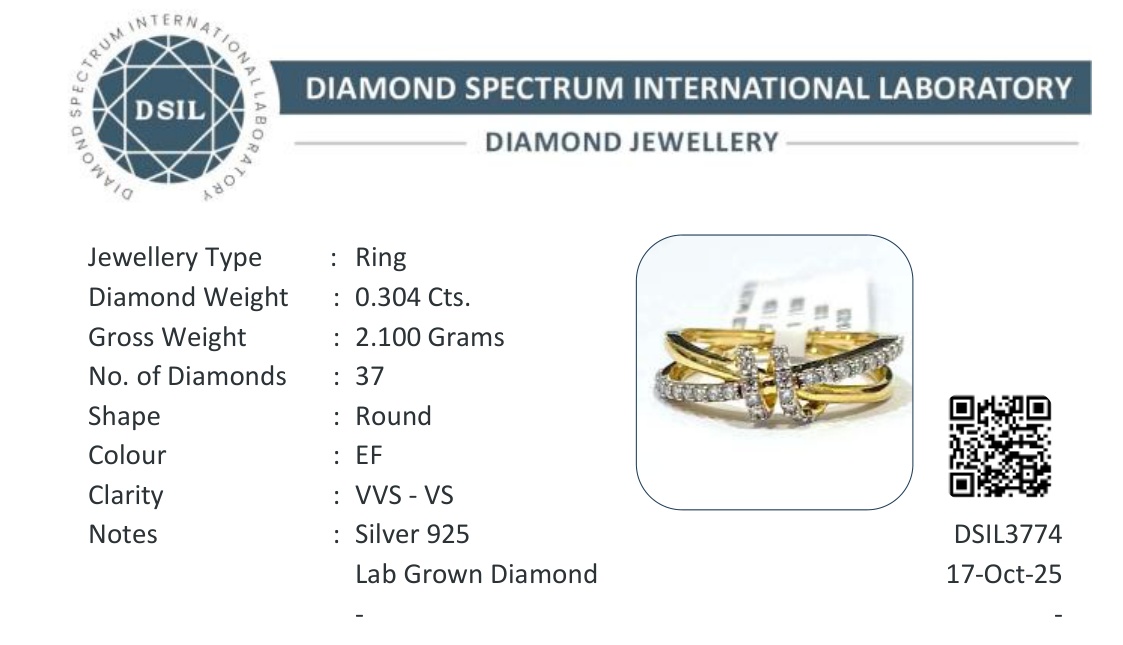 DIAMOND SPECTRUM INTERNATIONAL LABORATORY
DSIL
DIAMOND SPECTRUM INTERNATIONAL LABORATORY
DIAMOND JEWELLERY
Jewellery Type : Ring
Diamond Weight : 0.304 Cts.
Gross Weight : 2.100 Grams
No. of Diamonds : 37
Shape : Round
Colour : EF
Clarity : VVS - VS
Notes : Silver 925
DSIL3774
Lab Grown Diamond
17-Oct-25
-
-